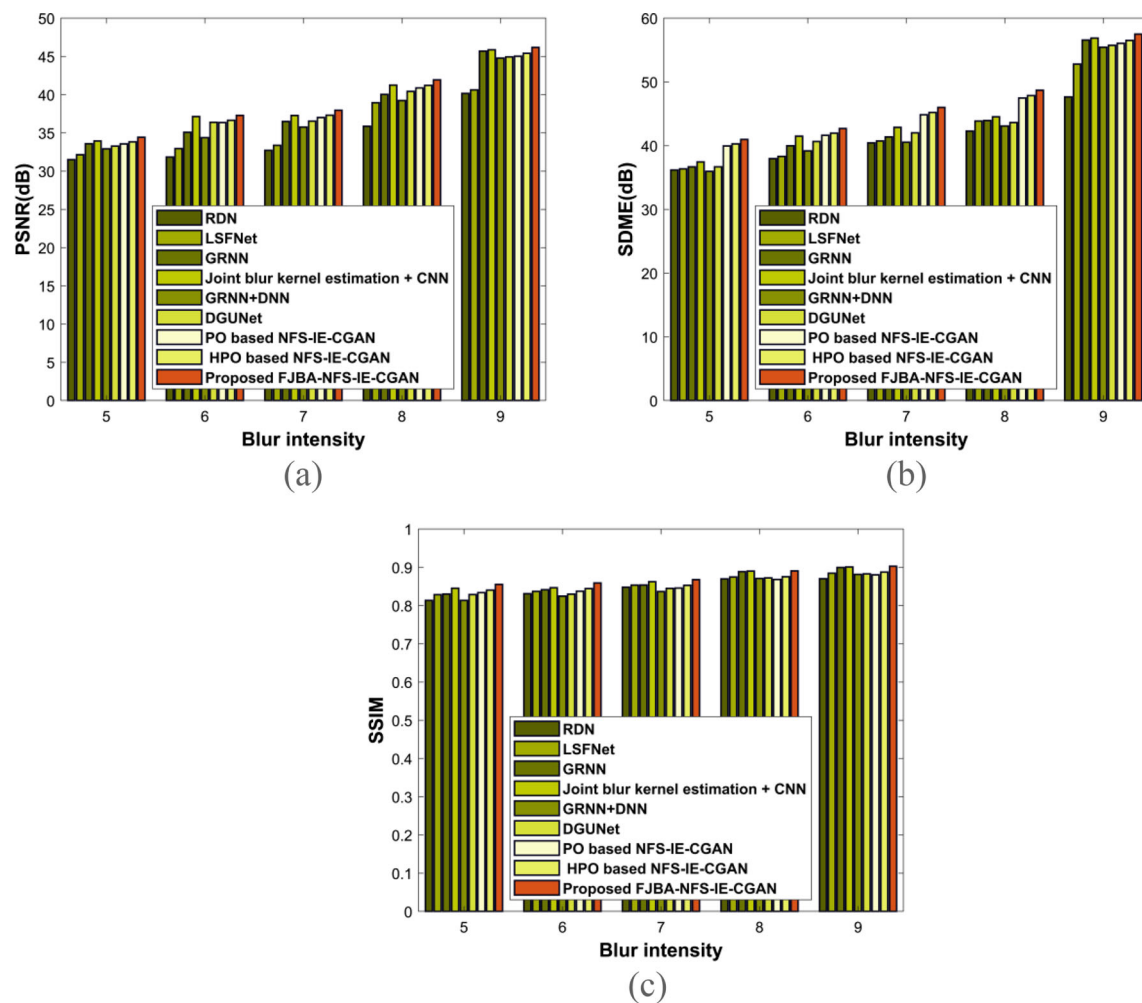 50
45
40
35
30
25
20
15
10
5
0
PSNR(dB)
RDN
LSFNet
GRNN
Joint blur kernel estimation + CNN
GRNN+DNN
DGUNet
PO based NFS-IE-CGAN
HPO based NFS-IE-CGAN
Proposed FJBA-NFS-IE-CGAN
5 6 7 8 9
Blur intensity
(a)
60
50
40
30
20
10
0
SDME(dB)
RDN
LSFNet
GRNN
Joint blur kernel estimation + CNN
GRNN+DNN
DGUNet
PO based NFS-IE-CGAN
HPO based NFS-IE-CGAN
Proposed FJBA-NFS-IE-CGAN
5 6 7 8 9
Blur intensity
(b)
1
0.9
0.8
0.7
0.6
0.5
0.4
0.3
0.2
0.1
0
SSIM
RDN
LSFNet
GRNN
Joint blur kernel estimation + CNN
GRNN+DNN
DGUNet
PO based NFS-IE-CGAN
HPO based NFS-IE-CGAN
Proposed FJBA-NFS-IE-CGAN
5 6 7 8 9
Blur intensity
(c)